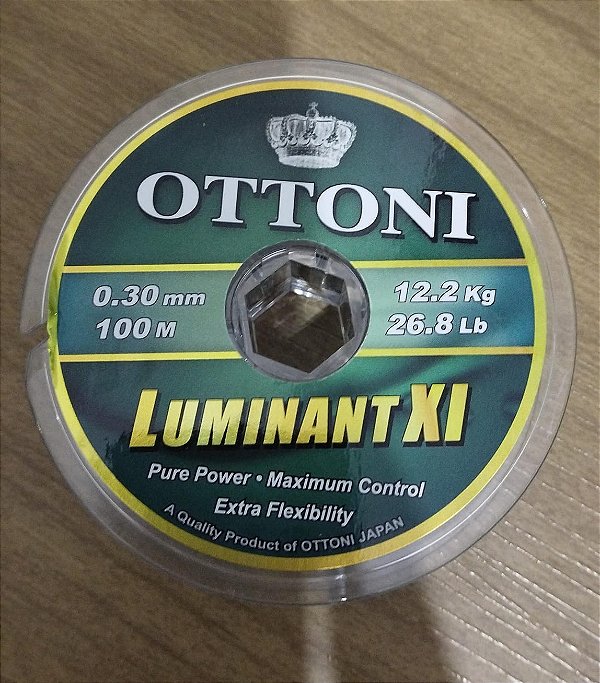 OTTONI
0.30 mm
100 M
12.2 Kg
26.8 Lb
LUMINANT XI
Pure Power • Maximum Control
Extra Flexibility
A Quality Product of OTTONI JAPAN